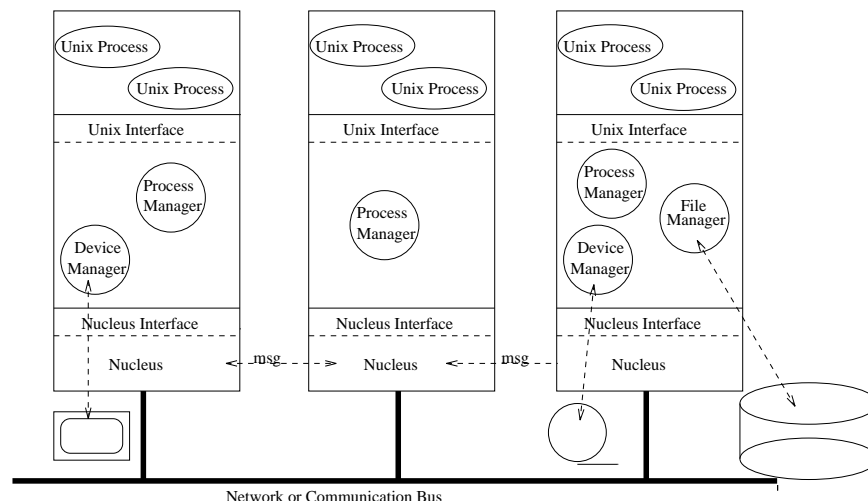 Unix Process
Unix Process
Unix Interface
Process
Manager
Device
Manager
Nucleus Interface
Nucleus
msg
Unix Process
Unix Process
Unix Interface
Process
Manager
Nucleus Interface
Nucleus
msg
Unix Process
Unix Process
Unix Interface
Process
Manager
File
Manager
Device
Manager
Nucleus Interface
Nucleus
Network or Communication Bus